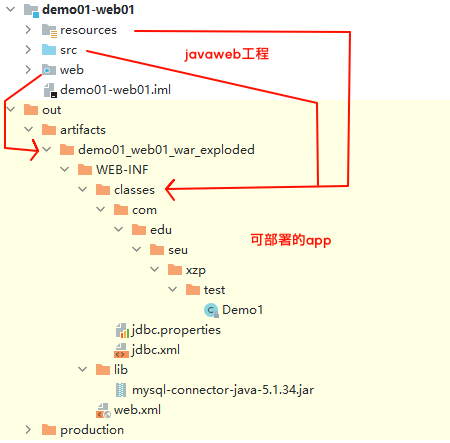 demo01-web01
resources
src
javaweb工程
web
demo01-web01.iml
out
artifacts
demo01_web01_war_exploded
WEB-INF
classes
com
edu
可部署的app
seu
xzp
test
Demo1
jdbc.properties
jdbc.xml
lib
mysql-connector-java-5.1.34.jar
web.xml
production